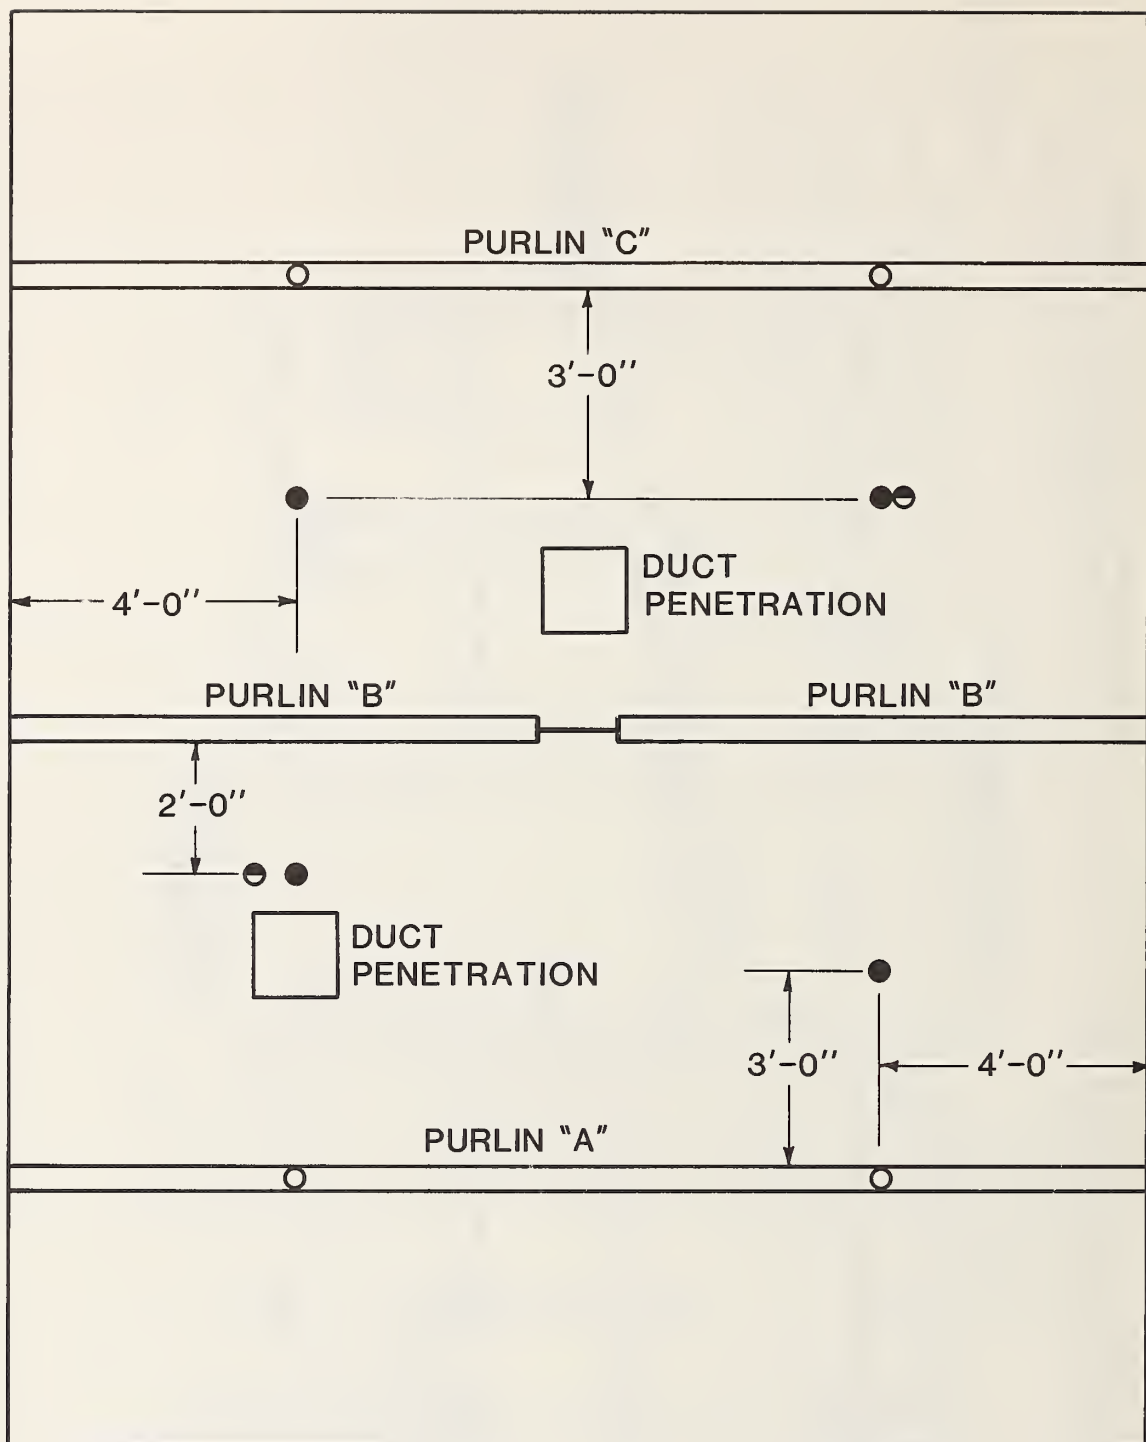 PURLIN "C"
3'-0"
DUCT
PENETRATION
4'-0"
PURLIN "B"
PURLIN "B"
2'-0"
DUCT
PENETRATION
3'-0"
4'-0"
PURLIN "A"